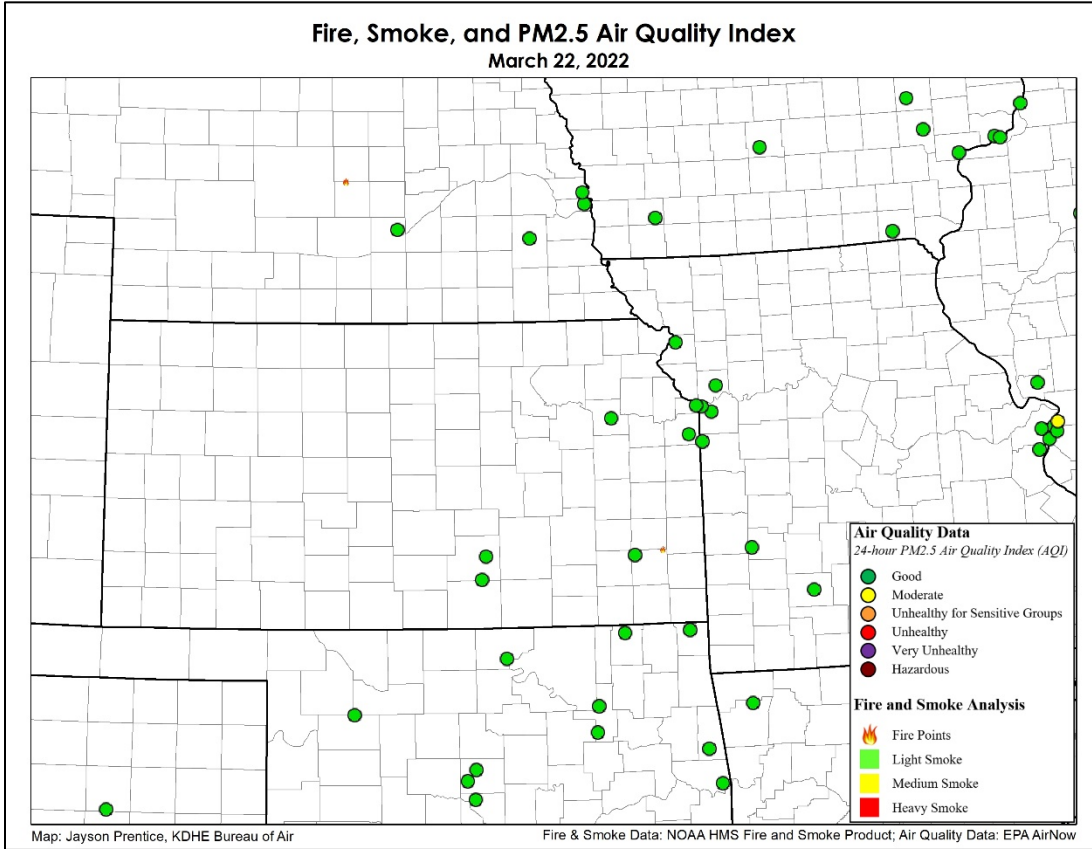 Fire, Smoke, and PM2.5 Air Quality Index
March 22, 2022
Air Quality Data
24-hour PM2.5 Air Quality Index (AQI)
Good
Moderate
Unhealthy for Sensitive Groups
Unhealthy
Very Unhealthy
Hazardous
Fire and Smoke Analysis
Fire Points
Light Smoke
Medium Smoke
Heavy Smoke
Map: Jayson Prentice, KDHE Bureau of Air
Fire & Smoke Data: NOAA HMS Fire and Smoke Product; Air Quality Data: EPA AirNow